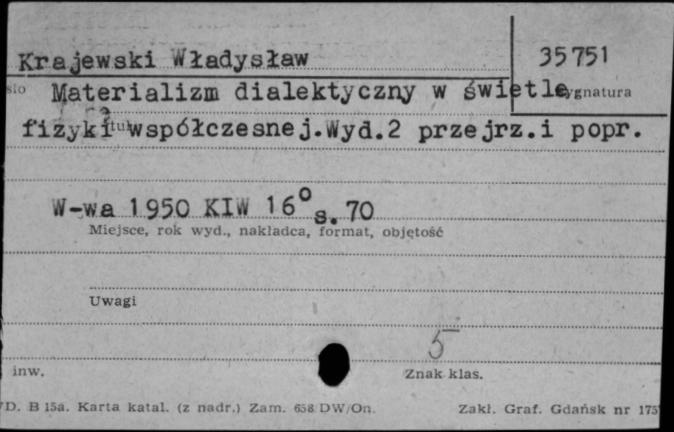 Krajewski Władysław 35751
sło Materializm dialektyczny w świetle ygnatura
fizyki współczesnej.Wyd.2 przejrz.i popr.
W-wa 1950 KIW 16° s.70
Miejsce, rok wyd., nakładca, format, objętość
Uwagi
5
inw. Znak klas.
D. B 15a. Karta katal. (z nadr.) Zam. 658 DW/On. Zakł. Graf. Gdańsk nr 175